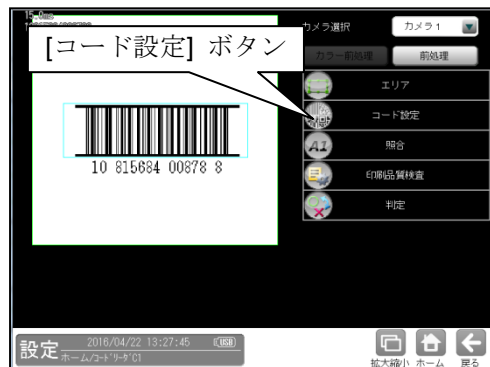 15.0ms
カメラ選択
カメラ1
[コード設定] ボタン
カラー前処理
前処理
エリア
コード設定
照合
印刷品質検査
判定
10 815684 00878 8
設定
2016/04/22 13:27:45
USB
ホーム/コードリーダC1
拡大縮小
ホーム
戻る